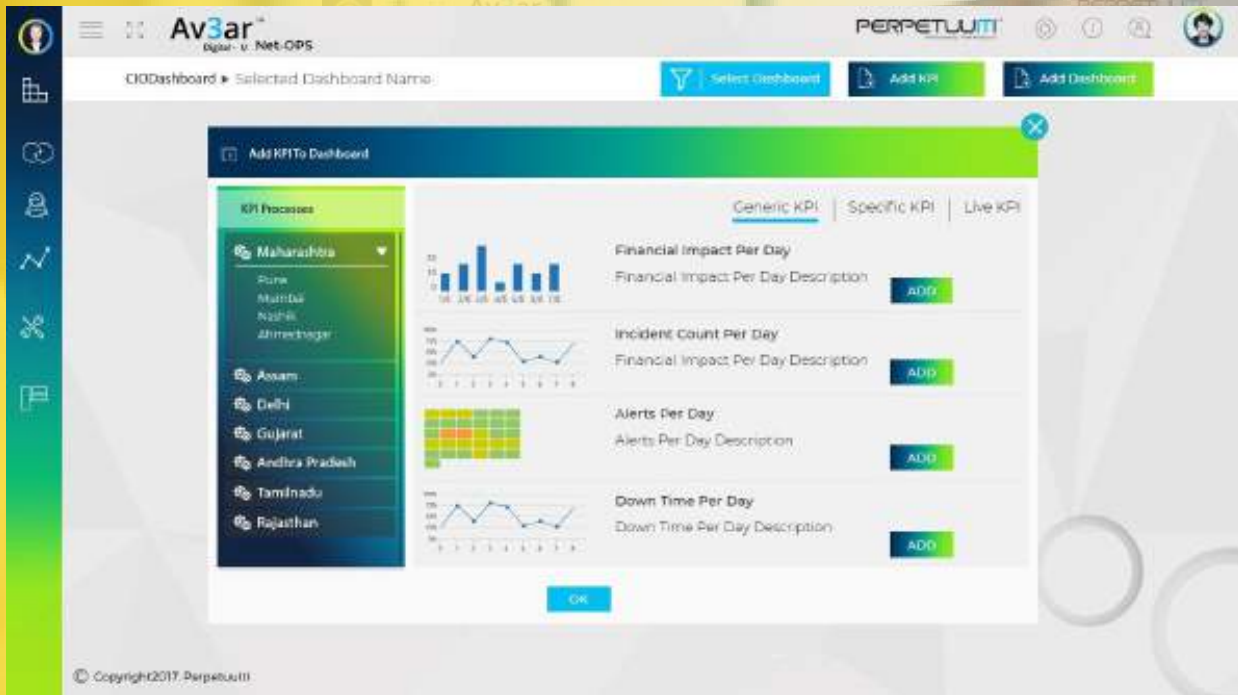 Av3ar
PERPETUUITI
Digital- U Net-OPS
CIODashboard ▸ Selected Dashboard Name
Select Dashboard
Add KPI
Add Dashboard
Add KPI To Dashboard
KPI Processes
Generic KPI | Specific KPI | Live KPI
Maharashtra
Pune
Mumbai
Nashik
Ahmednagar
Assam
Delhi
Gujarat
Andhra Pradesh
Tamilnadu
Rajasthan
Financial Impact Per Day
Financial Impact Per Day Description
ADD
Incident Count Per Day
Financial Impact Per Day Description
ADD
Alerts Per Day
Alerts Per Day Description
ADD
Down Time Per Day
Down Time Per Day Description
ADD
OK
© Copyright2017 Perpetuuiti